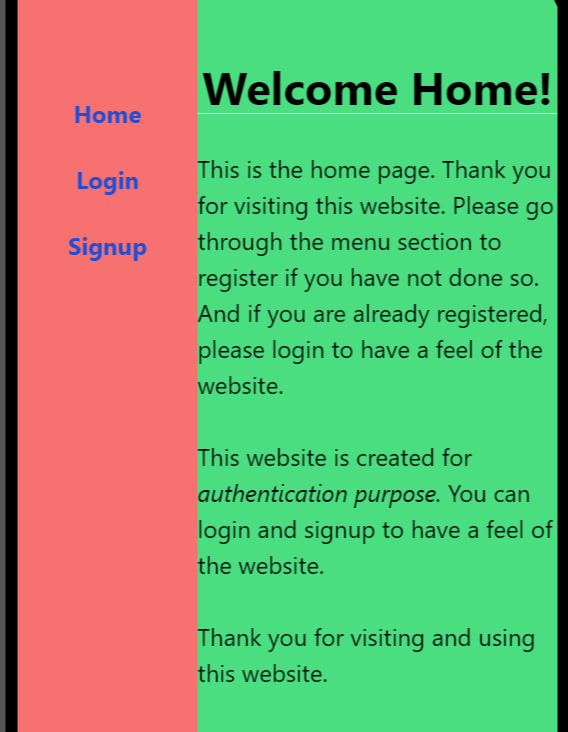 Home
Login
Signup
Welcome Home!
This is the home page. Thank you
for visiting this website. Please go
through the menu section to
register if you have not done so.
And if you are already registered,
please login to have a feel of the
website.
This website is created for
authentication purpose. You can
login and signup to have a feel of
the website.
Thank you for visiting and using
this website.